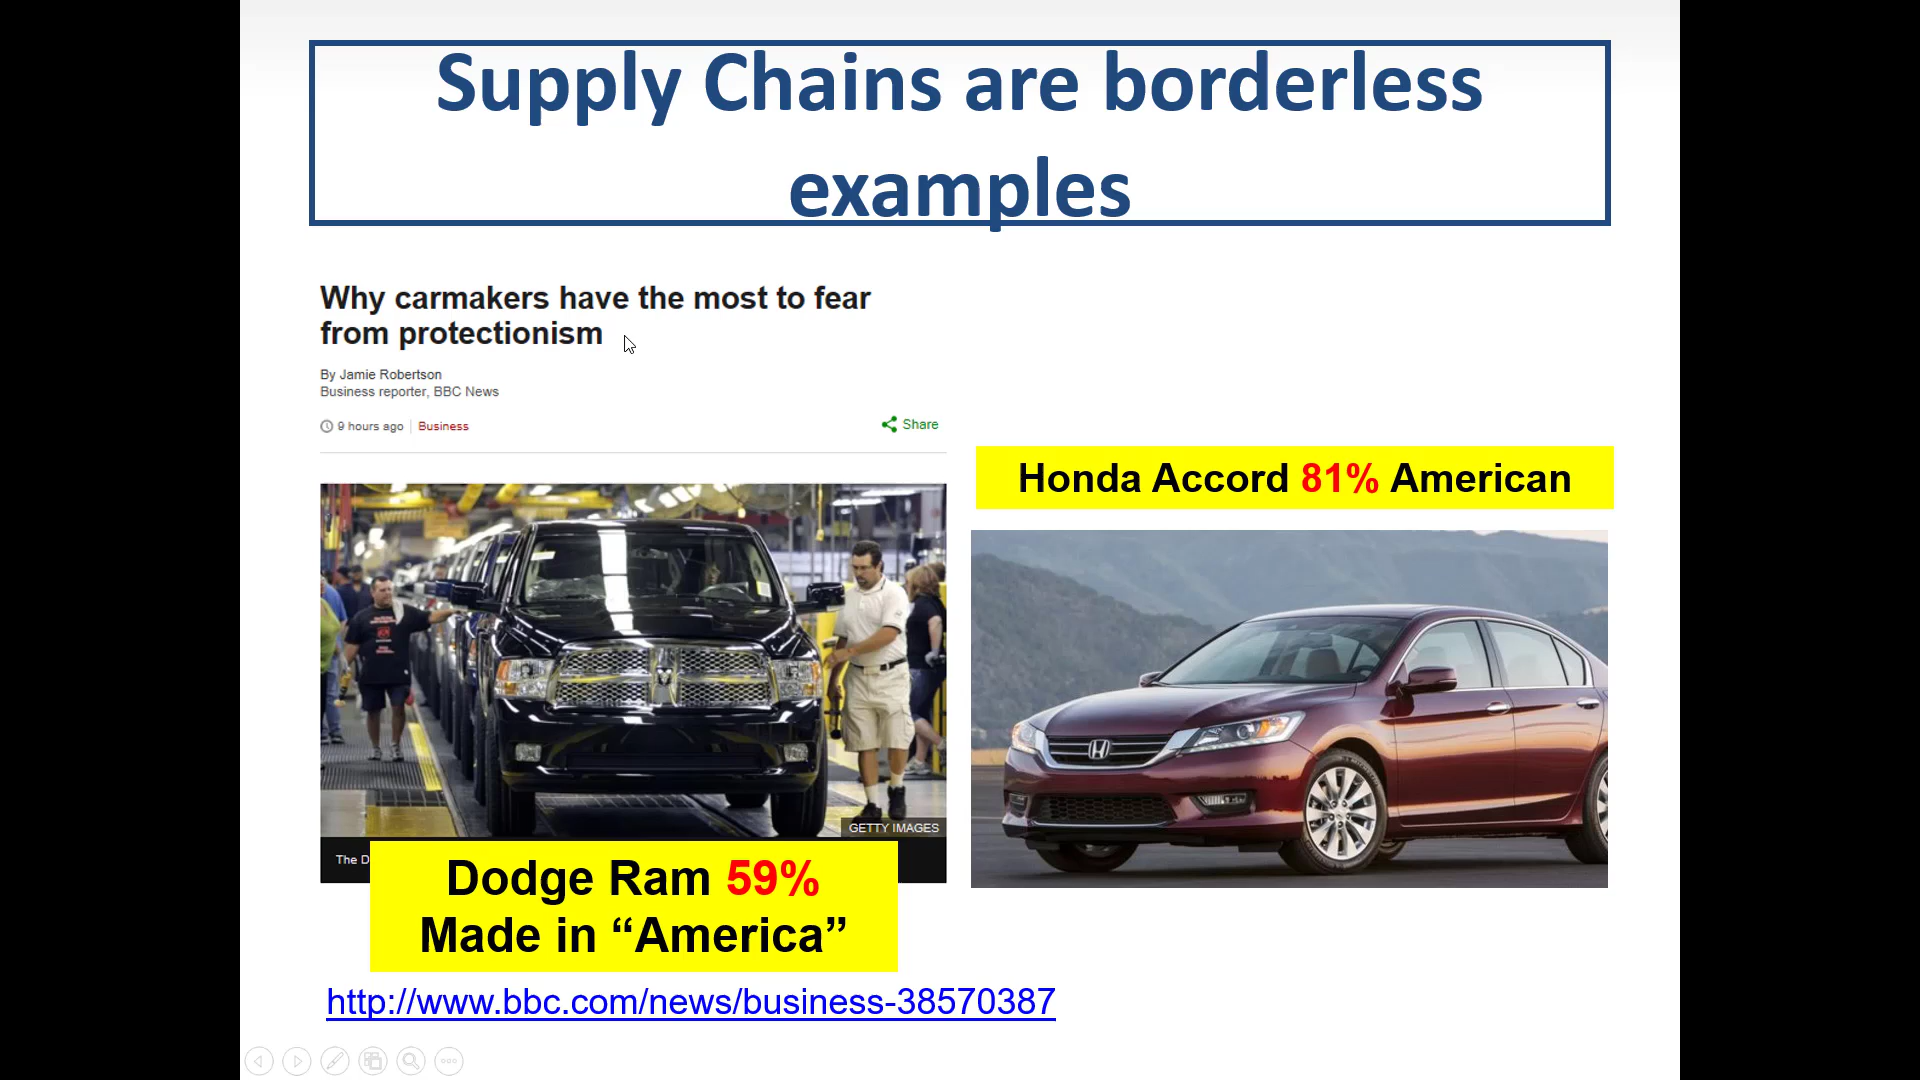 Supply Chains are borderless
examples
Why carmakers have the most to fear
from protectionism
By Jamie Robertson
Business reporter, BBC News
9 hours ago
Business
Share
Honda Accord 81% American
GETTY IMAGES
The D
Dodge Ram 59%
Made in “America”
http://www.bbc.com/news/business-38570387